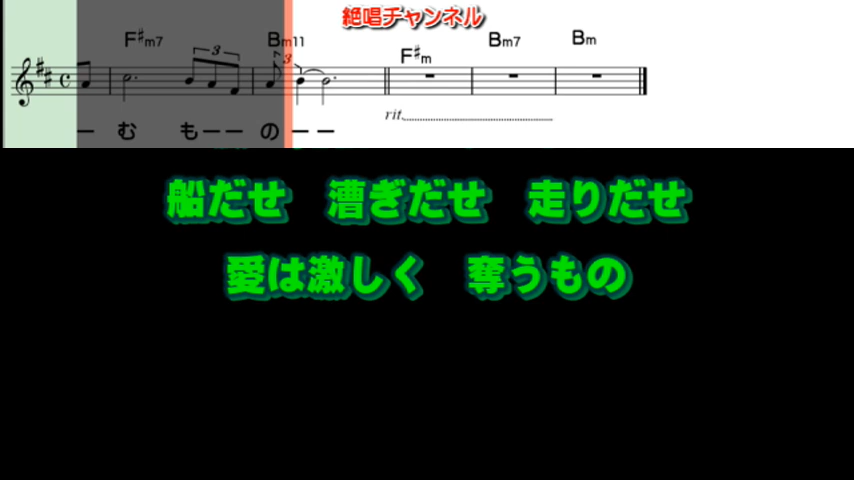 絶唱チャンネル
F#m7 Bm11 F#m Bm7 Bm
3 3
rit.
ー む も ー ー の ー ー
船だせ 漕ぎだせ 走りだせ
愛は激しく 奪うもの